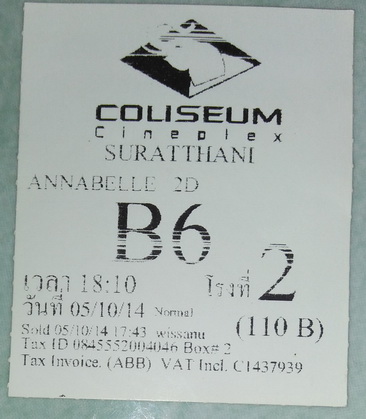 COLISEUM
Cineplex
SURATTHANI
ANNABELLE 2D
B6
เวลา 18:10 โรงที่ 2
วันที่ 05/10/14 Normal
(110 B)
Sold 05/10/14 17:43 wissanu
Tax ID 0845552004046 Box# 2
Tax Invoice. (ABB) VAT Incl. C1437939